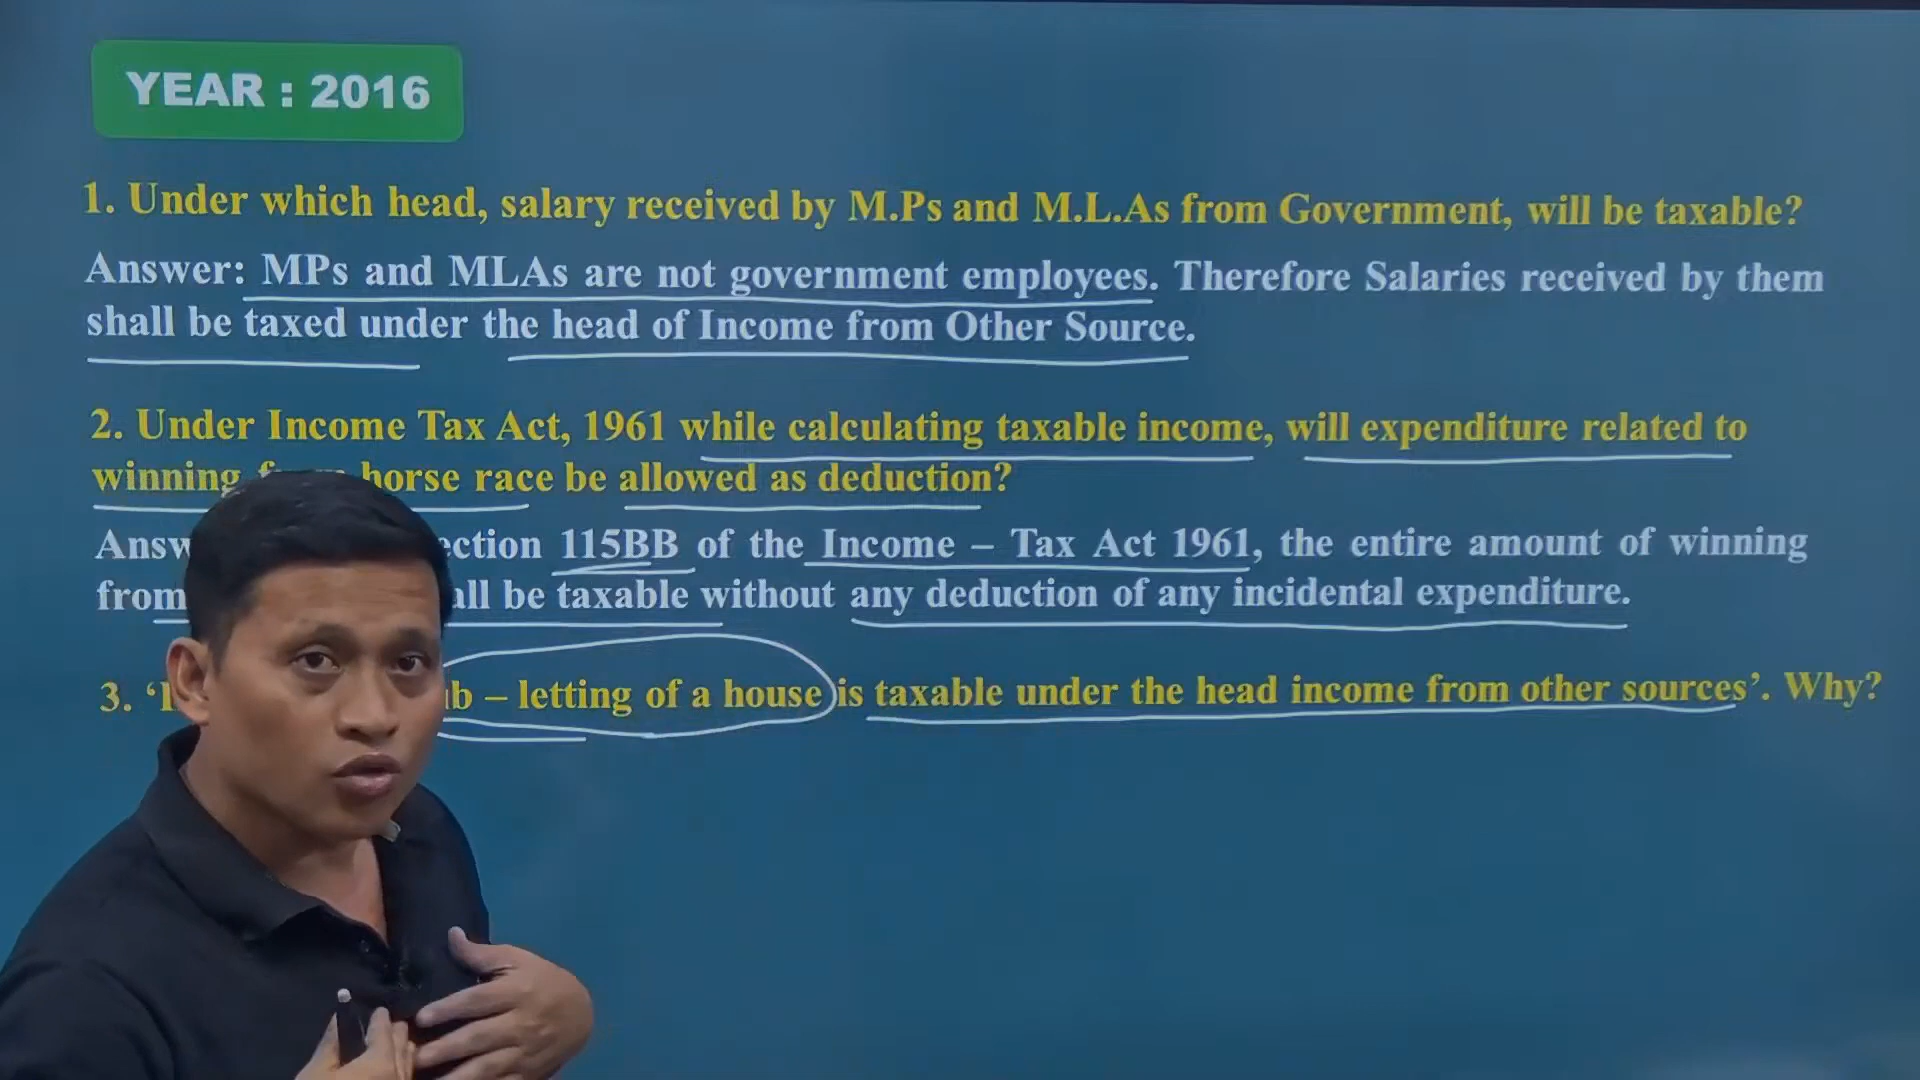 YEAR : 2016
1. Under which head, salary received by M.Ps and M.L.As from Government, will be taxable?
Answer: MPs and MLAs are not government employees. Therefore Salaries received by them
shall be taxed under the head of Income from Other Source.
2. Under Income Tax Act, 1961 while calculating taxable income, will expenditure related to
winning horse race be allowed as deduction?
115BB of the Income – Tax Act 1961, the entire amount of winning
from be taxable without any deduction of any incidental expenditure.
3. – letting of a house is taxable under the head income from other sources’. Why?